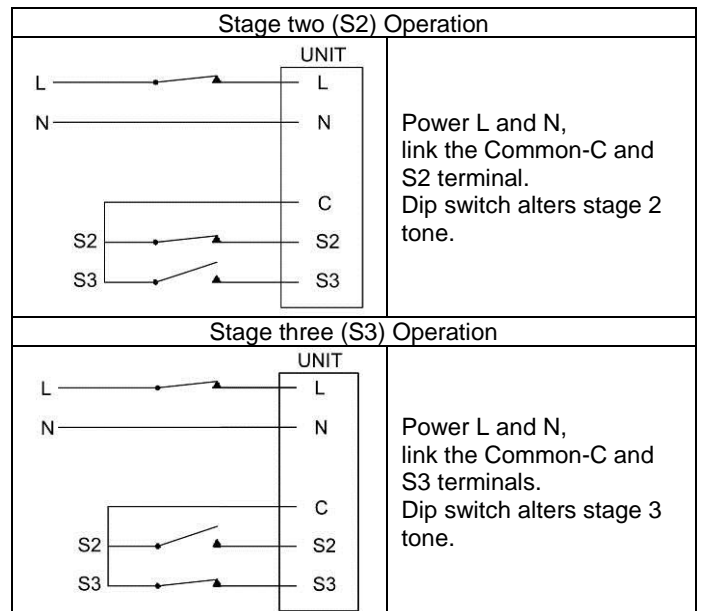 Stage two (S2) Operation
UNIT
L L
N N
C
S2 S2
S3 S3
Power L and N,
link the Common-C and
S2 terminal.
Dip switch alters stage 2
tone.
Stage three (S3) Operation
UNIT
L L
N N
C
S2 S2
S3 S3
Power L and N,
link the Common-C and
S3 terminals.
Dip switch alters stage 3
tone.